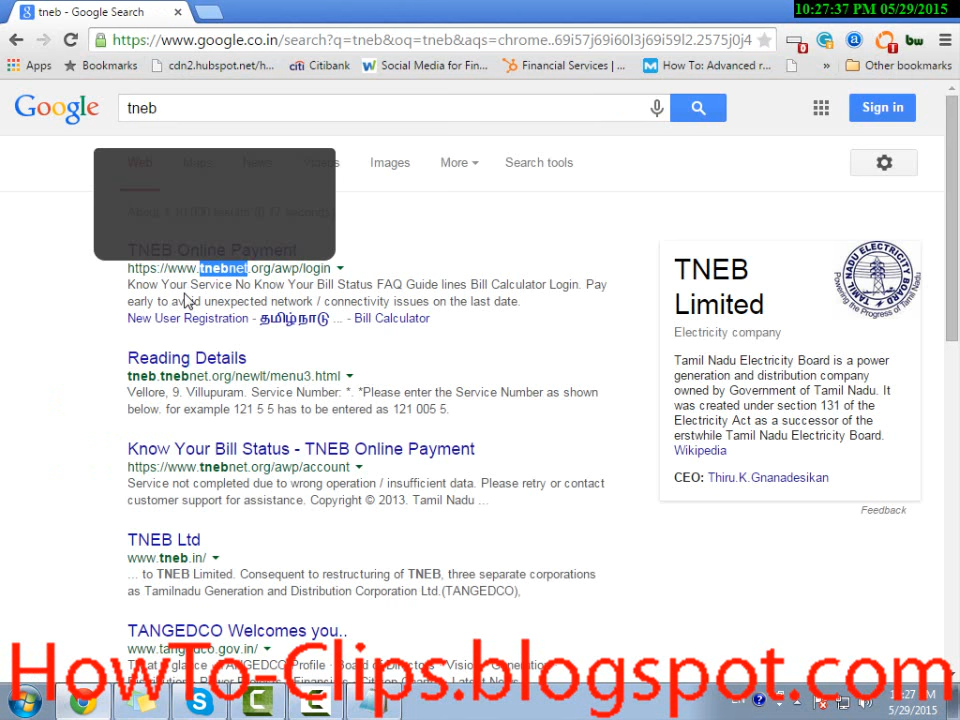 10:27:37 PM 05/29/2015
tneb - Google Search
https://www.google.co.in/search?q=tneb&oq=tneb&aqs=chrome..69i57j69i60l3j69i59l2.2575j0j4
Apps Bookmarks cdn2.hubspot.net/h... citi Citibank W Social Media for Fin... Financial Services | ... M How To: Advanced r... » Other bookmarks
Google tneb Sign in
Web Maps News Videos Images More Search tools
TNEB Online Payment
https://www.tnebnet.org/awp/login
Know Your Service No Know Your Bill Status FAQ Guide lines Bill Calculator Login. Pay
early to avoid unexpected network / connectivity issues on the last date.
New User Registration - தமிழ்நாடு ... - Bill Calculator
Reading Details
tneb.tnebnet.org/newlt/menu3.html
Vellore, 9. Villupuram. Service Number: *. *Please enter the Service Number as shown
below. for example 121 5 5 has to be entered as 121 005 5.
Know Your Bill Status - TNEB Online Payment
https://www.tnebnet.org/awp/account
Service not completed due to wrong operation / insufficient data. Please retry or contact
customer support for assistance. Copyright © 2013. Tamil Nadu ...
TNEB Ltd
www.tneb.in/
... to TNEB Limited. Consequent to restructuring of TNEB, three separate corporations
as Tamilnadu Generation and Distribution Corporation Ltd.(TANGEDCO),
TANGEDCO Welcomes you..
www.tangedco.gov.in/
TNEB
Limited
Electricity company
Tamil Nadu Electricity Board is a power
generation and distribution company
owned by Government of Tamil Nadu. It
was created under section 131 of the
Electricity Act as a successor of the
erstwhile Tamil Nadu Electricity Board.
Wikipedia
CEO: Thiru.K.Gnanadesikan
Feedback
HowTo-Clips.blogspot.com
10:27 PM
5/29/2015